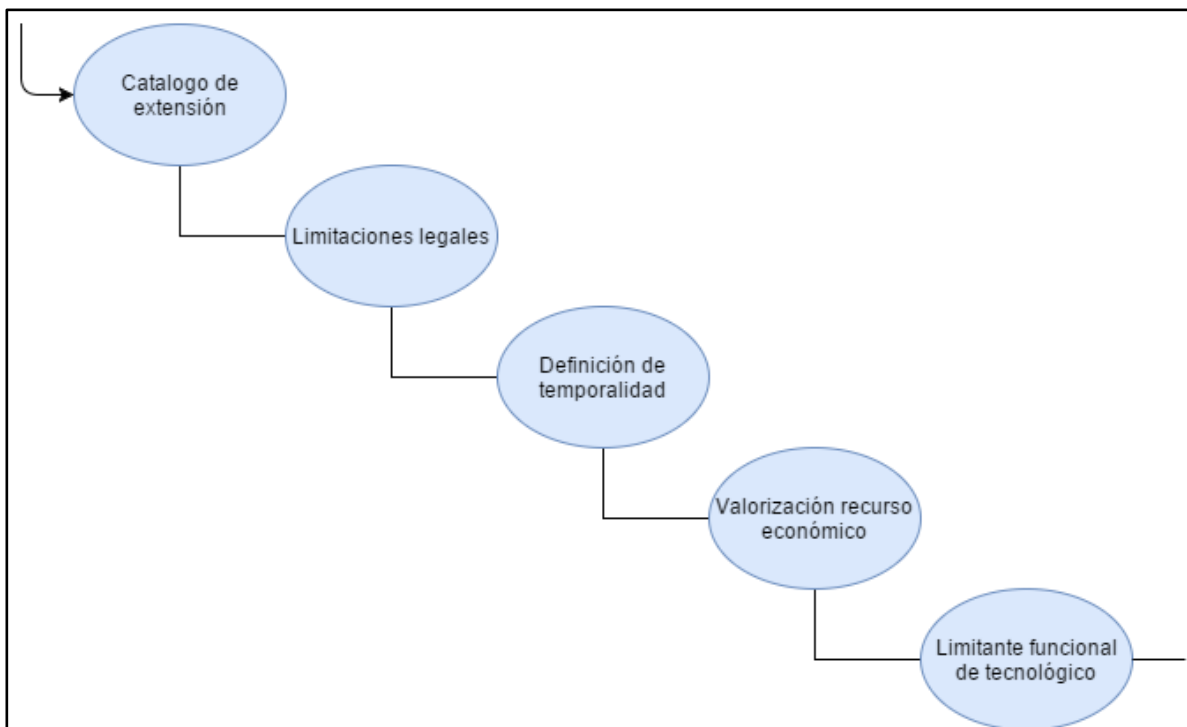 Catalogo de
extensión
Limitaciones legales
Definición de
temporalidad
Valorización recurso
económico
Limitante funcional
de tecnológico